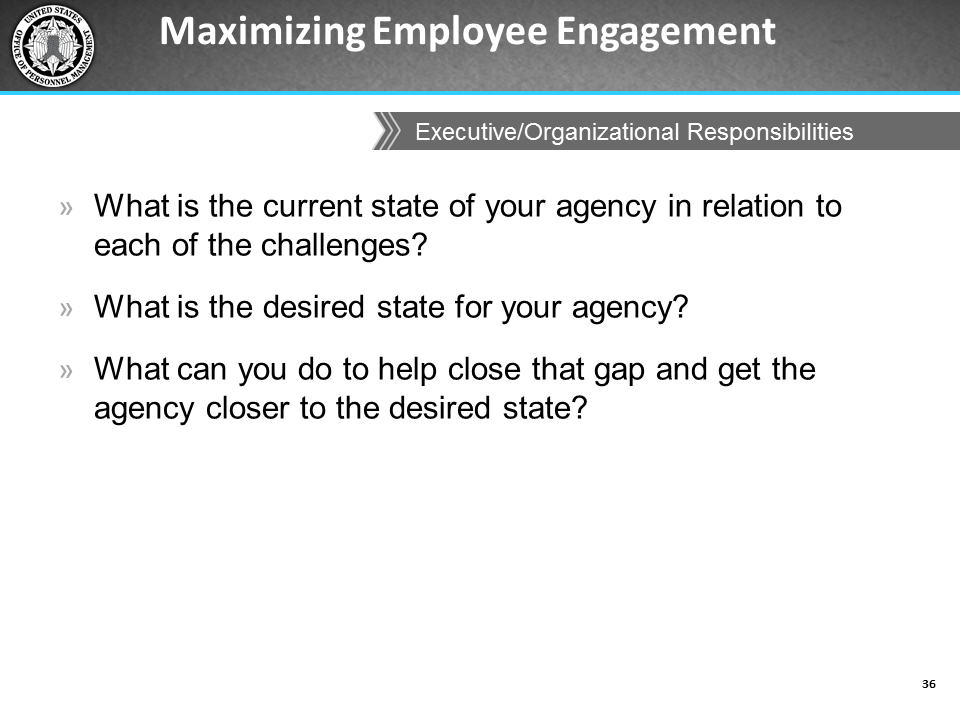 UNITED STATES
OFFICE OF PERSONNEL MANAGEMENT
Maximizing Employee Engagement
Executive/Organizational Responsibilities
» What is the current state of your agency in relation to
each of the challenges?
» What is the desired state for your agency?
» What can you do to help close that gap and get the
agency closer to the desired state?
36